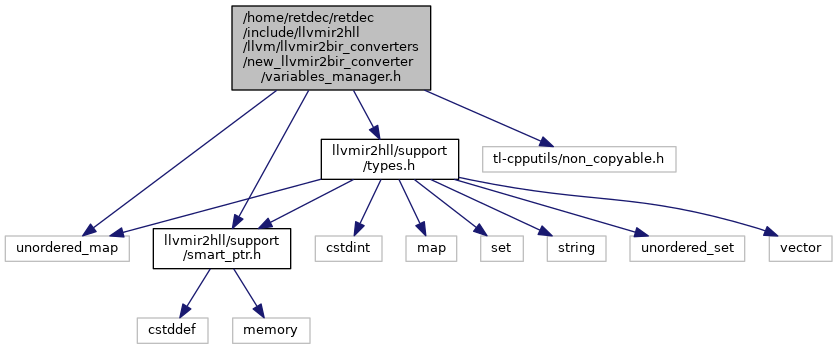 /home/retdec/retdec
/include/llvmir2hll
/llvm/llvmir2bir_converters
/new_llvmir2bir_converter
/variables_manager.h
llvmir2hll/support
/types.h
tl-cpputils/non_copyable.h
unordered_map
llvmir2hll/support
/smart_ptr.h
cstdint
map
set
string
unordered_set
vector
cstddef
memory